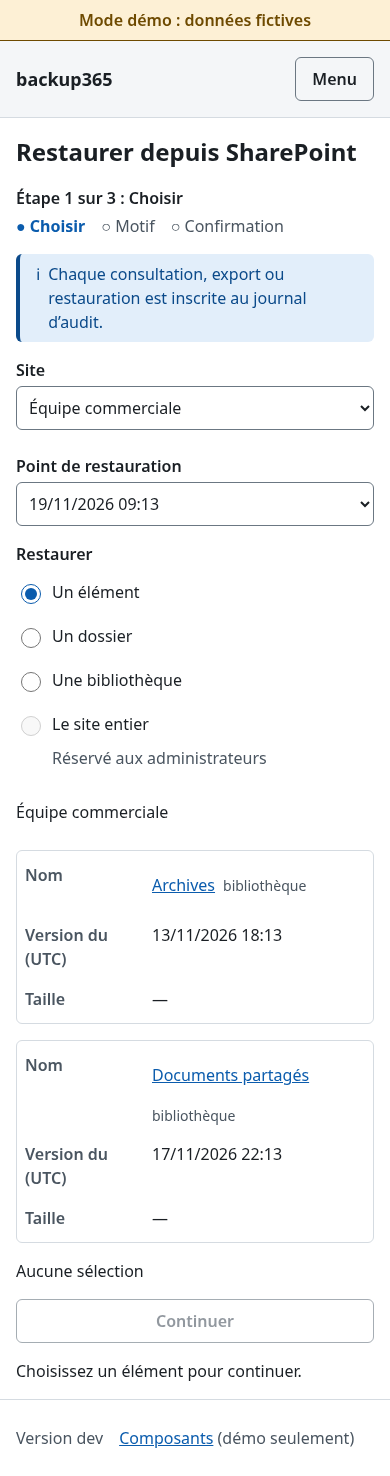 Mode démo : données fictives
backup365
Menu
Restaurer depuis SharePoint
Étape 1 sur 3 : Choisir
● Choisir ○ Motif ○ Confirmation
i Chaque consultation, export ou
restauration est inscrite au journal
d’audit.
Site
Équipe commerciale
Point de restauration
19/11/2026 09:13
Restaurer
Un élément
Un dossier
Une bibliothèque
Le site entier
Réservé aux administrateurs
Équipe commerciale
Nom
Archives bibliothèque
Version du
(UTC)
13/11/2026 18:13
Taille
—
Nom
Documents partagés
bibliothèque
Version du
(UTC)
17/11/2026 22:13
Taille
—
Aucune sélection
Continuer
Choisissez un élément pour continuer.
Version dev Composants (démo seulement)